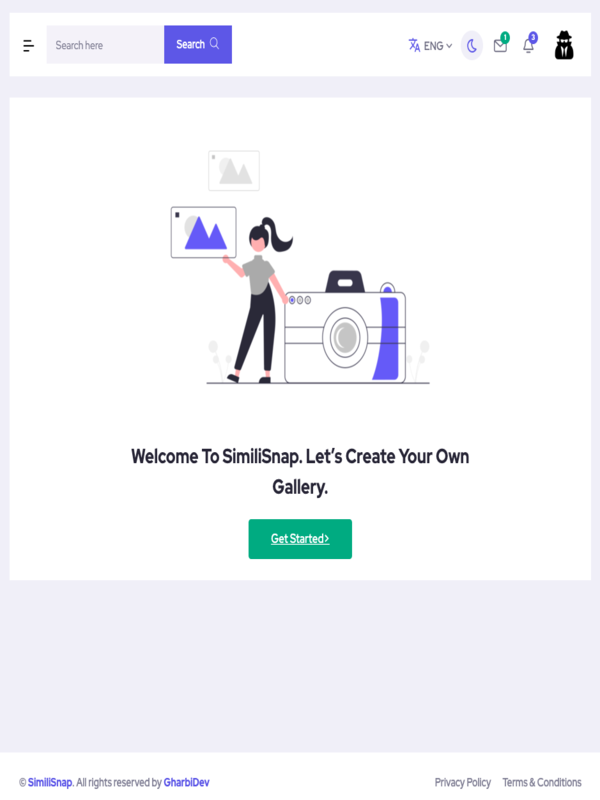 Search here
Search
ENG
1
3
Welcome To SimiliSnap. Let's Create Your Own
Gallery.
Get Started>
© SimiliSnap. All rights reserved by GharbiDev
Privacy Policy Terms & Conditions